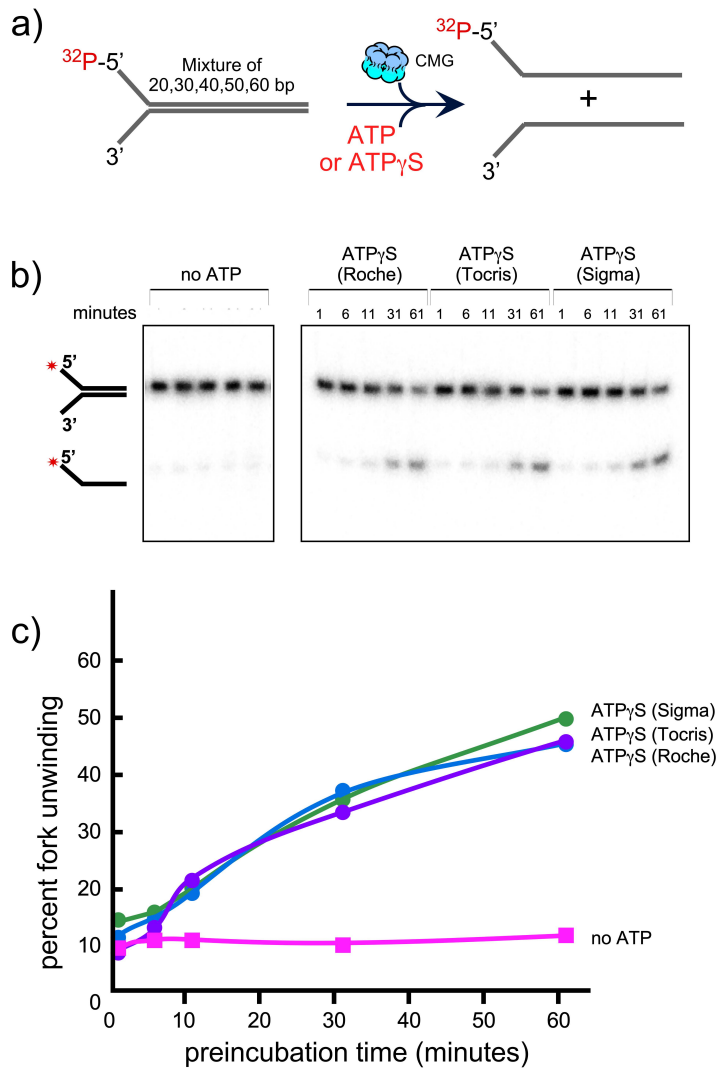 a)
32P-5’
Mixture of
20,30,40,50,60 bp
3’
CMG
ATP
or ATPγS
32P-5’
+
3’
b)
no ATP
ATPγS
(Roche)
ATPγS
(Tocris)
ATPγS
(Sigma)
minutes
1 6 11 31 61 1 6 11 31 61 1 6 11 31 61
5’
3’
5’
c)
percent fork unwinding
60
50
40
30
20
10
0
0 10 20 30 40 50 60
preincubation time (minutes)
ATPγS (Sigma)
ATPγS (Tocris)
ATPγS (Roche)
no ATP